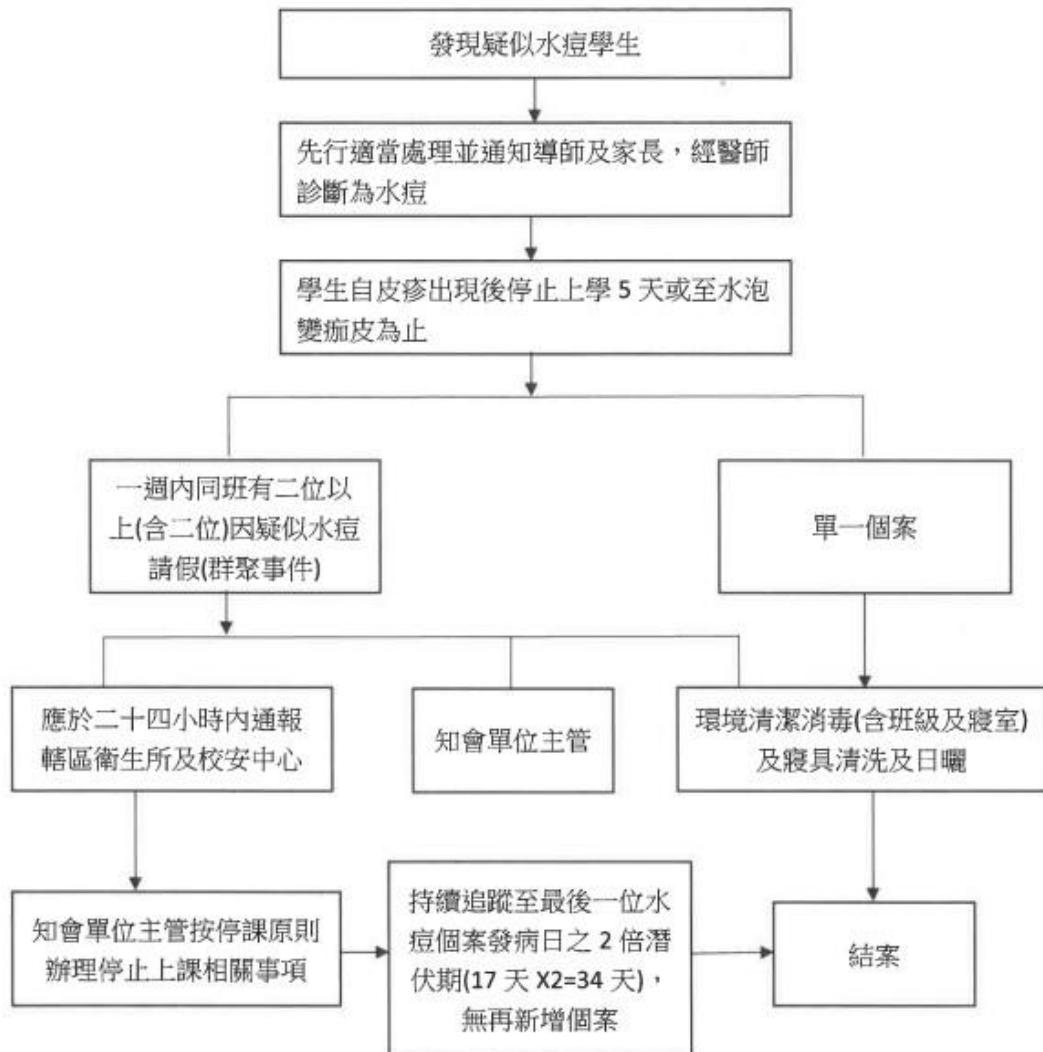 發現疑似水痘學生
先行適當處理並通知導師及家長，經醫師
診斷為水痘
學生自皮疹出現後停止上學 5 天或至水泡
變痂皮為止
一週內同班有二位以
上(含二位)因疑似水痘
請假(群聚事件)
單一個案
應於二十四小時內通報
轄區衛生所及校安中心
知會單位主管
環境清潔消毒(含班級及寢室)
及寢具清洗及日曬
知會單位主管按停課原則
辦理停止上課相關事項
持續追蹤至最後一位水
痘個案發病日之 2 倍潛
伏期(17 天 X2=34 天)，
無再新增個案
結案